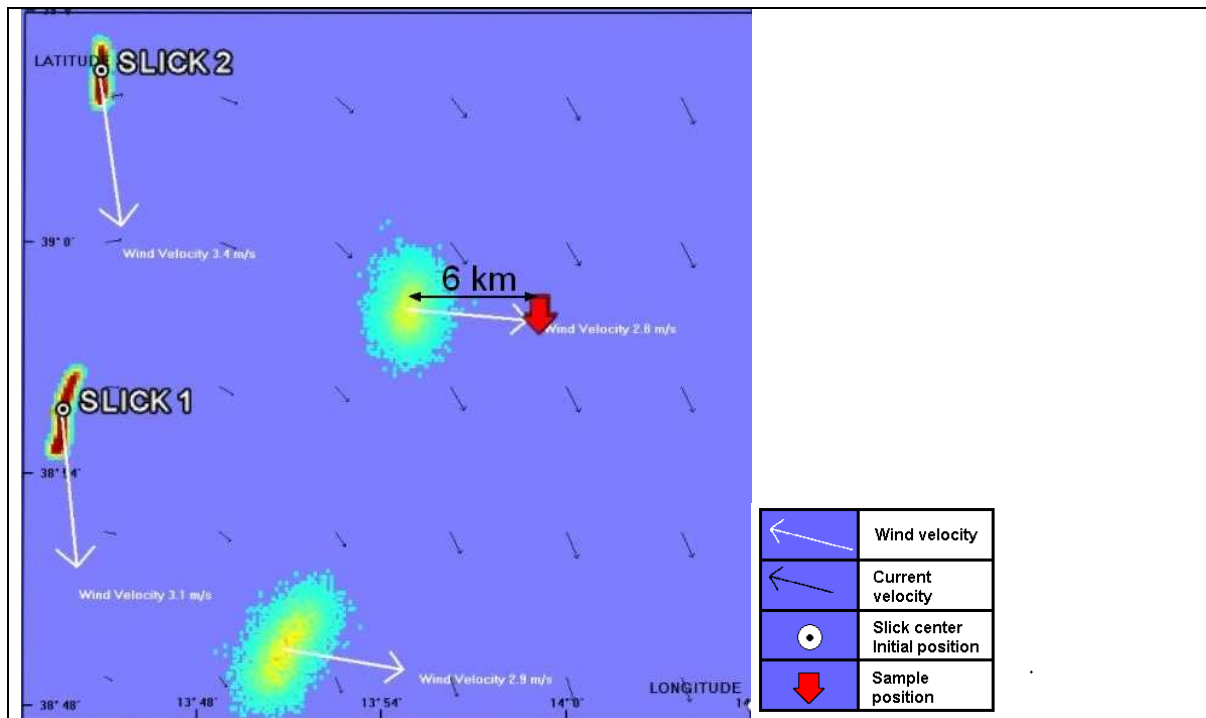 LATITUDE
SLICK 2
Wind Velocity 3.4 m/s
39° 0'
6 km
Wind Velocity 2.8 m/s
SLICK 1
38° 54'
Wind Velocity 3.1 m/s
Wind Velocity 2.9 m/s
LONGITUDE
38° 48'
13° 48'
13° 54'
14° 0'
Wind velocity
Current
velocity
Slick center
Initial position
Sample
position